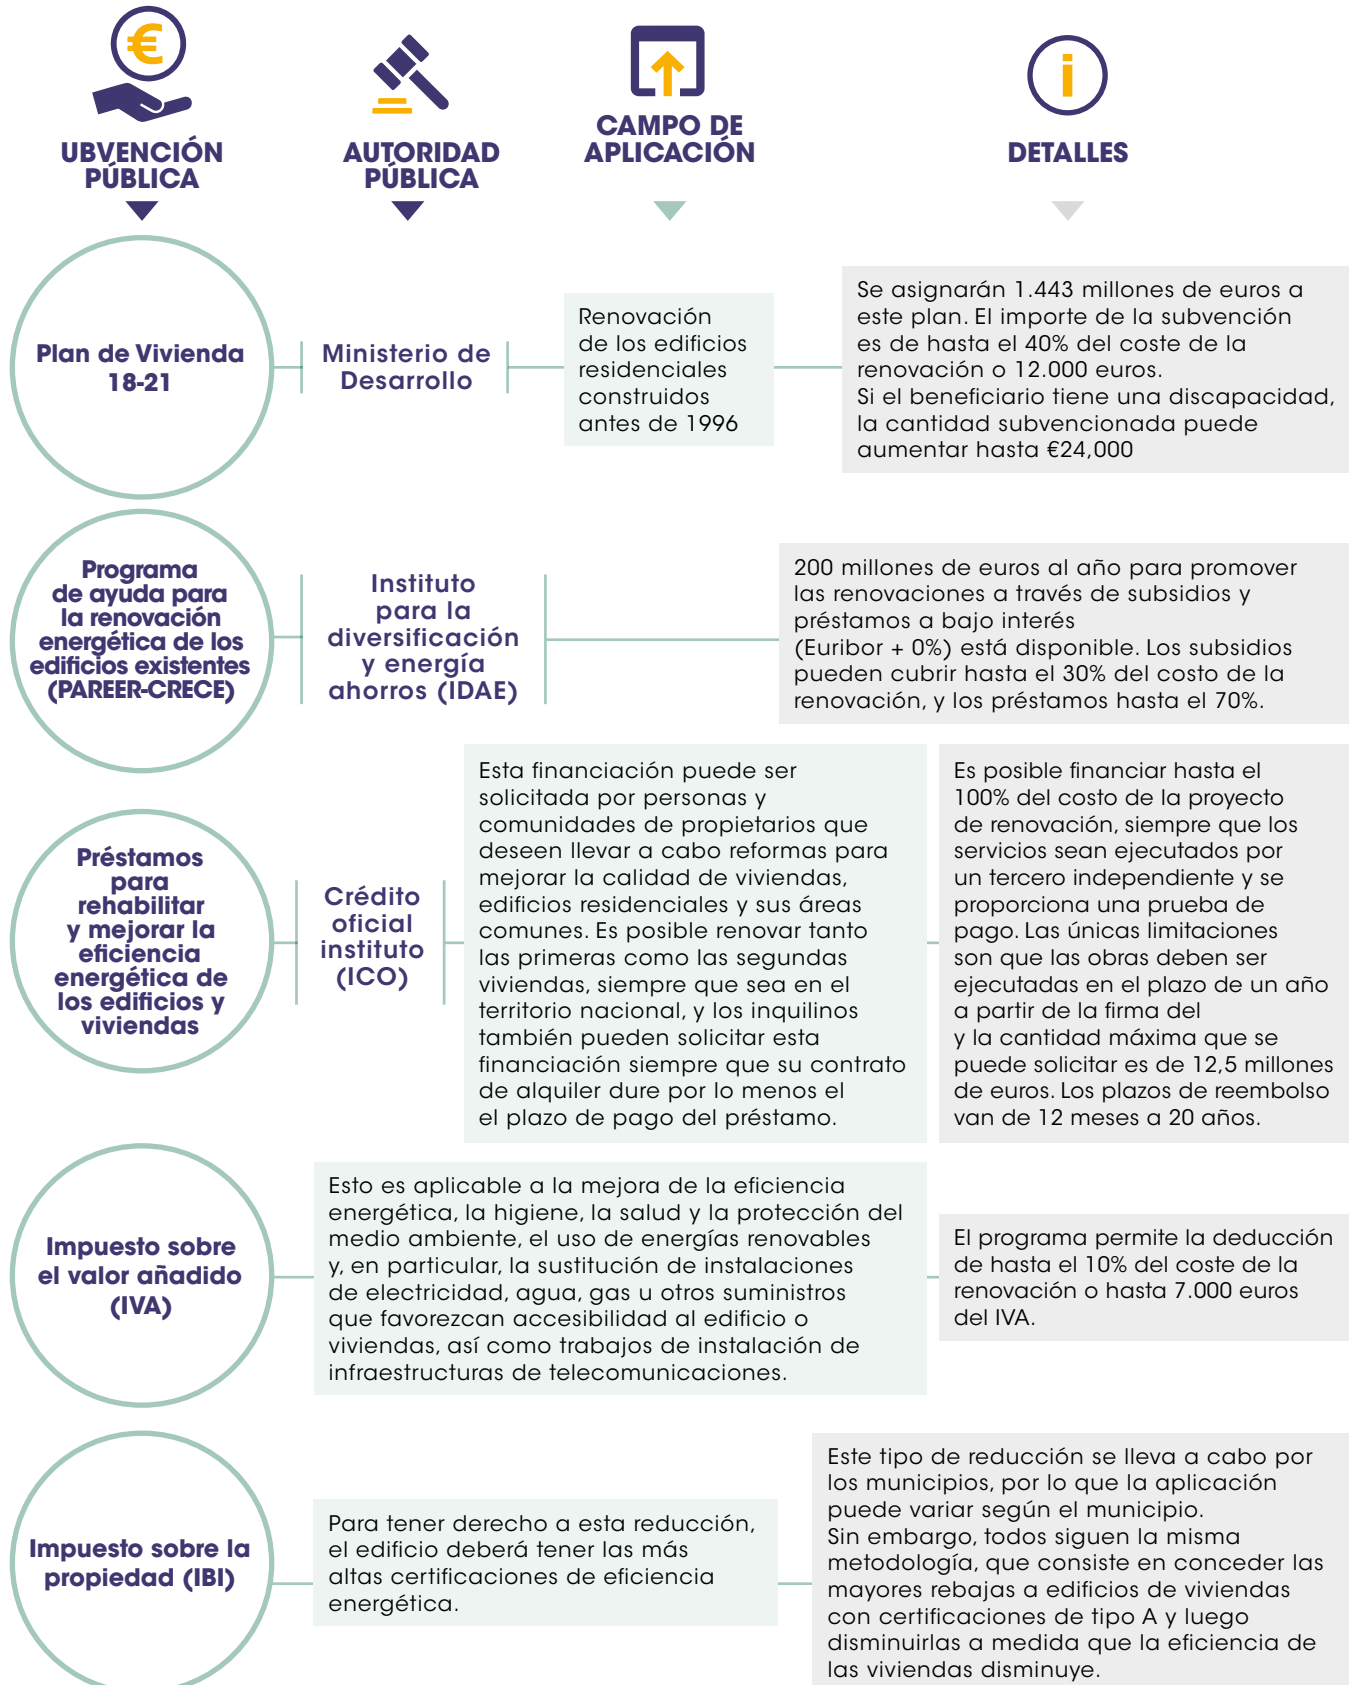 €
i
UBVENCIÓN
PÚBLICA
AUTORIDAD
PÚBLICA
CAMPO DE
APLICACIÓN
DETALLES
Plan de Vivienda
18-21
Ministerio de
Desarrollo
Renovación
de los edificios
residenciales
construidos
antes de 1996
Se asignarán 1.443 millones de euros a
este plan. El importe de la subvención
es de hasta el 40% del coste de la
renovación o 12.000 euros.
Si el beneficiario tiene una discapacidad,
la cantidad subvencionada puede
aumentar hasta €24,000
Programa
de ayuda para
la renovación
energética de los
edificios existentes
(PAREER-CRECE)
Instituto
para la
diversificación
y energía
ahorros (IDAE)
200 millones de euros al año para promover
las renovaciones a través de subsidios y
préstamos a bajo interés
(Euribor + 0%) está disponible. Los subsidios
pueden cubrir hasta el 30% del costo de la
renovación, y los préstamos hasta el 70%.
Préstamos
para
rehabilitar
y mejorar la
eficiencia
energética de
los edificios y
viviendas
Crédito
oficial
instituto
(ICO)
Esta financiación puede ser
solicitada por personas y
comunidades de propietarios que
deseen llevar a cabo reformas para
mejorar la calidad de viviendas,
edificios residenciales y sus áreas
comunes. Es posible renovar tanto
las primeras como las segundas
viviendas, siempre que sea en el
territorio nacional, y los inquilinos
también pueden solicitar esta
financiación siempre que su contrato
de alquiler dure por lo menos el
el plazo de pago del préstamo.
Es posible financiar hasta el
100% del costo de la proyecto
de renovación, siempre que los
servicios sean ejecutados por
un tercero independiente y se
proporciona una prueba de
pago. Las únicas limitaciones
son que las obras deben ser
ejecutadas en el plazo de un año
a partir de la firma del
y la cantidad máxima que se
puede solicitar es de 12,5 millones
de euros. Los plazos de reembolso
van de 12 meses a 20 años.
Impuesto sobre
el valor añadido
(IVA)
Esto es aplicable a la mejora de la eficiencia
energética, la higiene, la salud y la protección del
medio ambiente, el uso de energías renovables
y, en particular, la sustitución de instalaciones
de electricidad, agua, gas u otros suministros
que favorezcan accesibilidad al edificio o
viviendas, así como trabajos de instalación de
infraestructuras de telecomunicaciones.
El programa permite la deducción
de hasta el 10% del coste de la
renovación o hasta 7.000 euros
del IVA.
Impuesto sobre la
propiedad (IBI)
Para tener derecho a esta reducción,
el edificio deberá tener las más
altas certificaciones de eficiencia
energética.
Este tipo de reducción se lleva a cabo por
los municipios, por lo que la aplicación
puede variar según el municipio.
Sin embargo, todos siguen la misma
metodología, que consiste en conceder las
mayores rebajas a edificios de viviendas
con certificaciones de tipo A y luego
disminuirlas a medida que la eficiencia de
las viviendas disminuye.